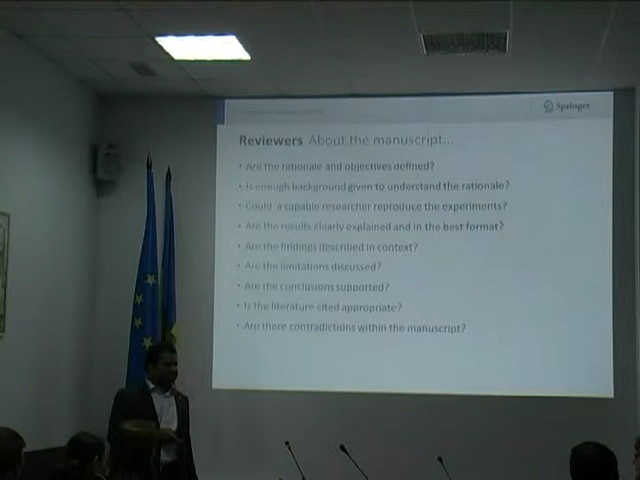 Springer
Reviewers About the manuscript...
• Are the rationale and objectives defined?
• Is enough background given to understand the rationale?
• Could a capable researcher reproduce the experiments?
• Are the results clearly explained and in the best format?
• Are the findings described in context?
• Are the limitations discussed?
• Are the conclusions supported?
• Is the literature cited appropriate?
• Are there contradictions within the manuscript?